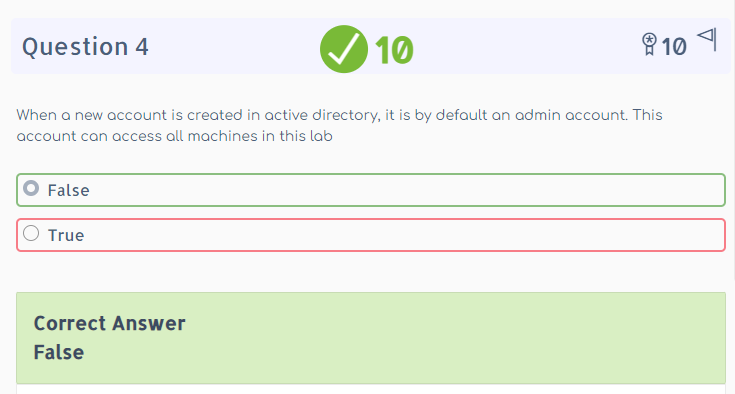 Question 4
10
10
When a new account is created in active directory, it is by default an admin account. This
account can access all machines in this lab
False
True
Correct Answer
False